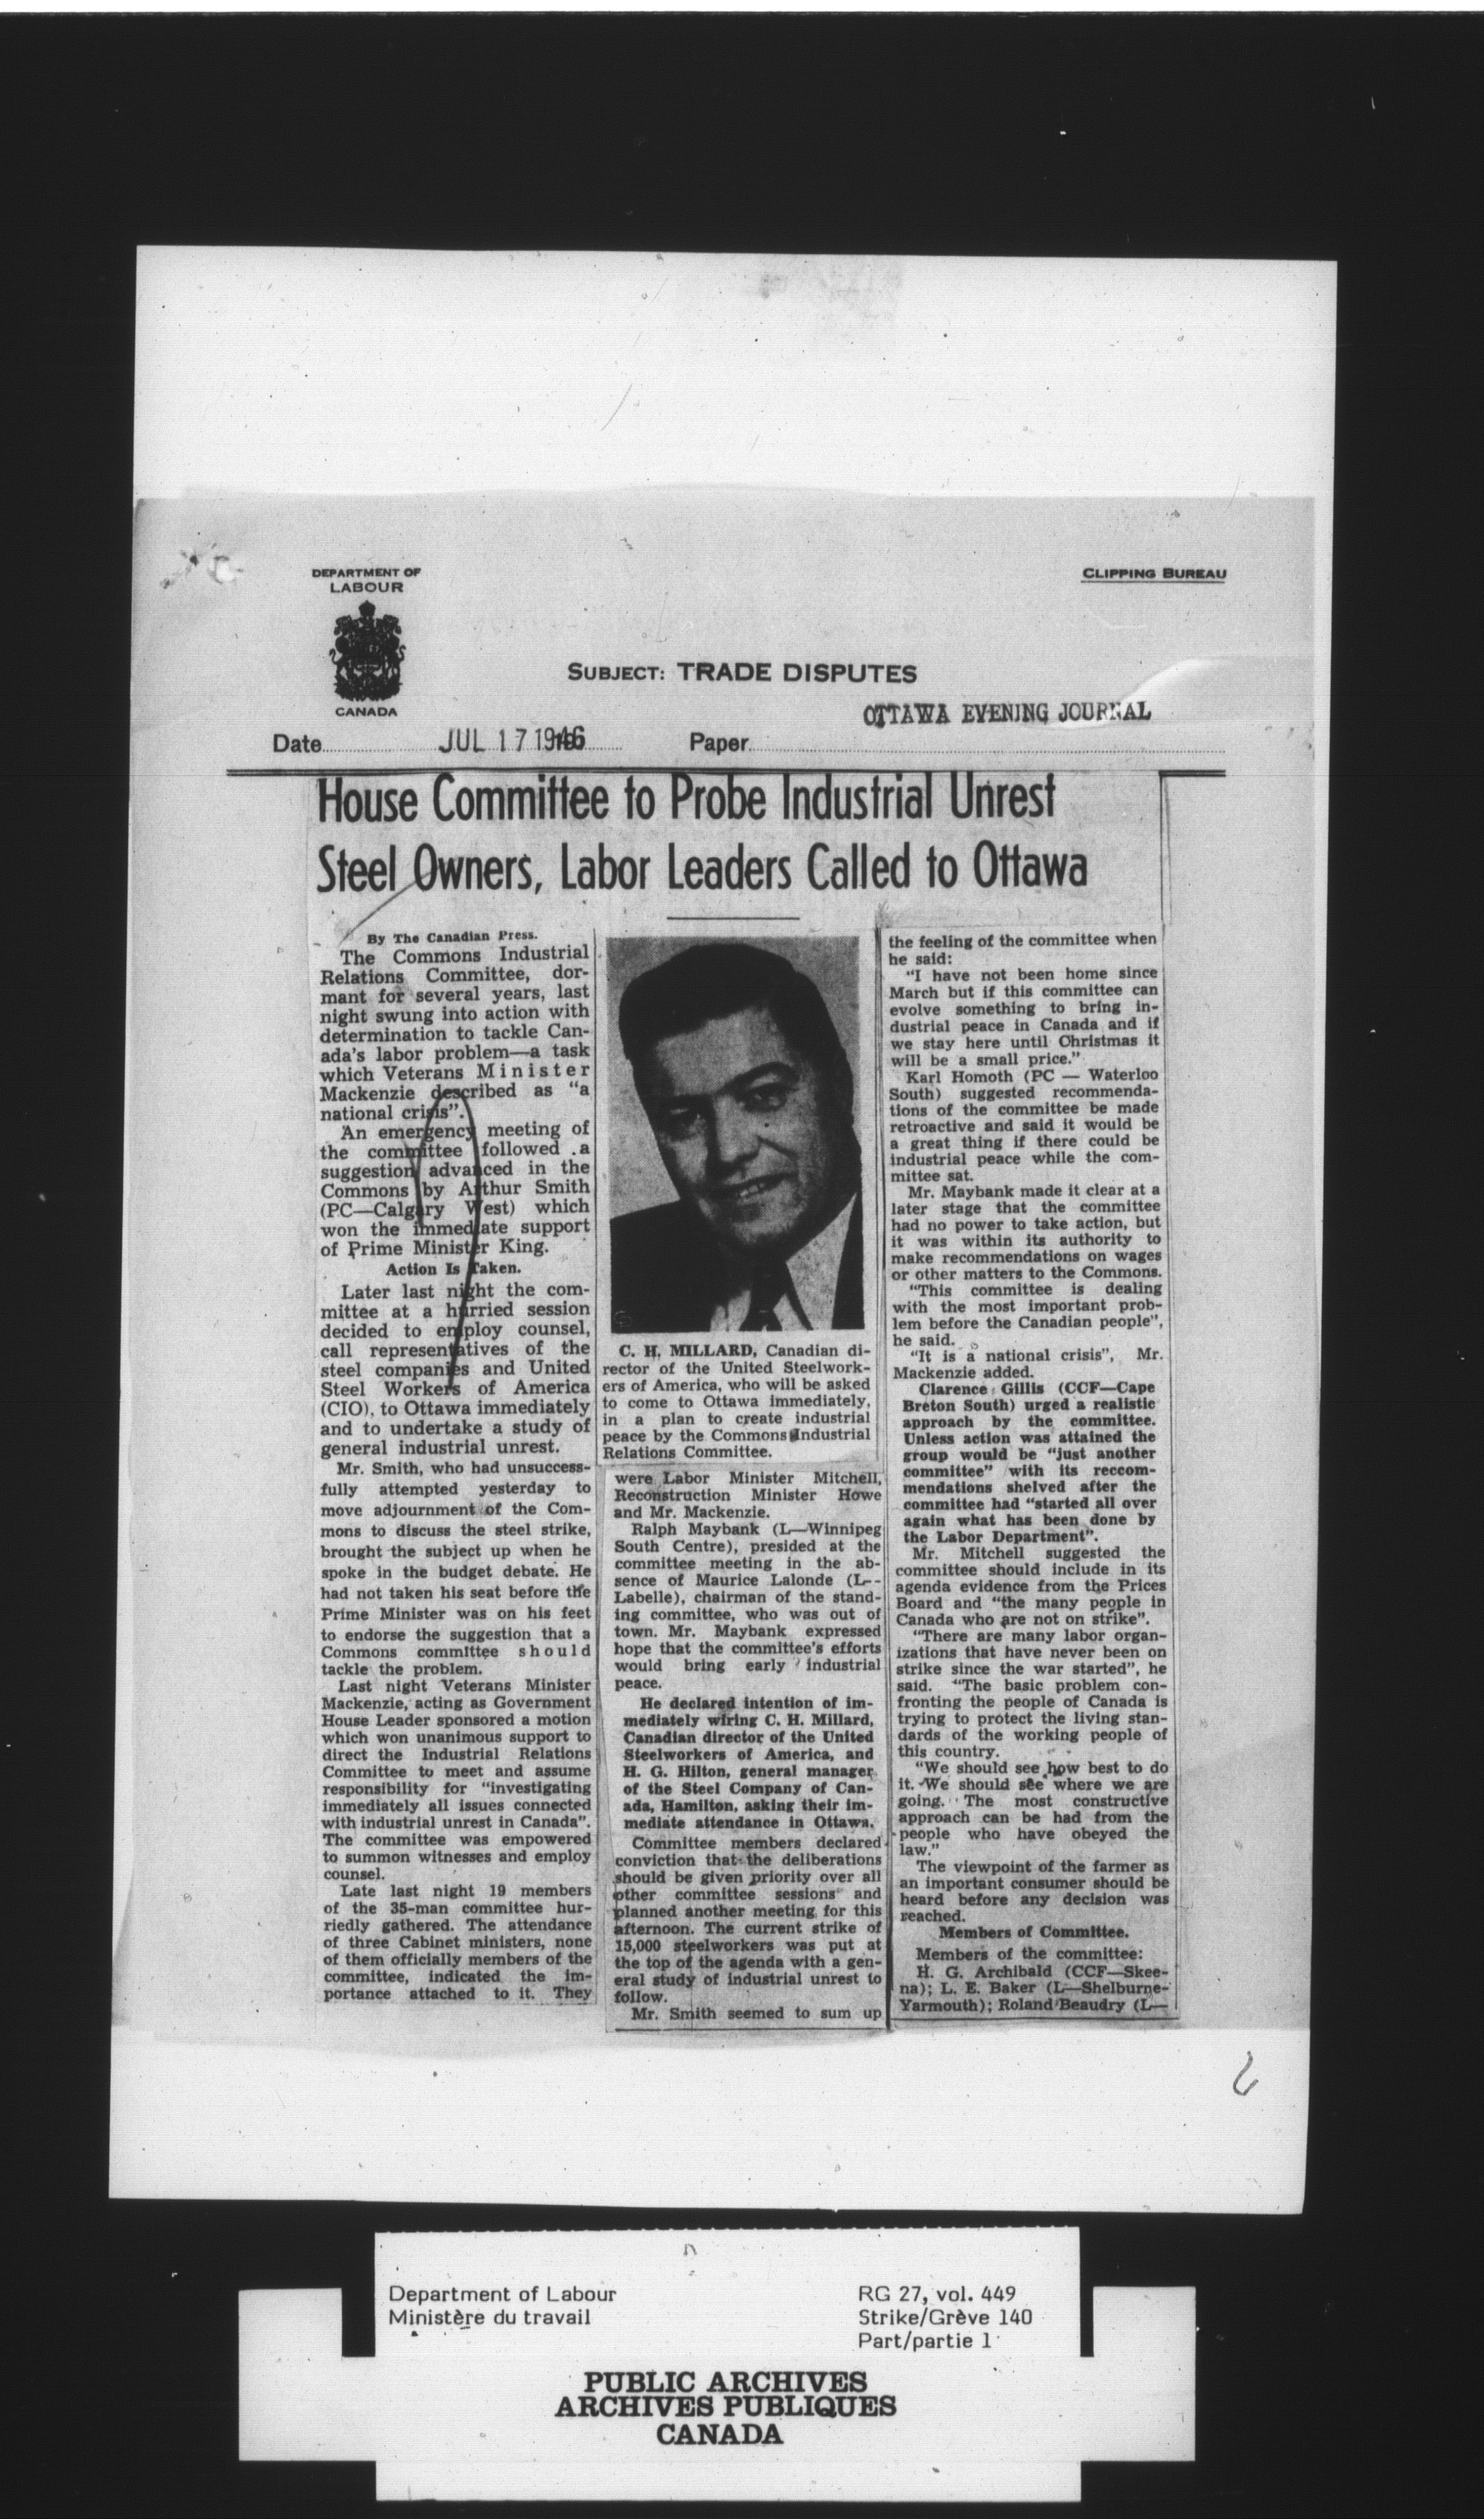 DEPARTMENT OF
LABOUR
CANADA
CLIPPING BUREAU
SUBJECT: TRADE DISPUTES
OTTAWA EVENING JOURNAL
Date JUL 17 1946
Paper
House Committee to Probe Industrial Unrest
Steel Owners, Labor Leaders Called to Ottawa
By The Canadian Press.
The Commons Industrial
Relations Committee, dor-
mant for several years, last
night swung into action with
determination to tackle Can-
ada's labor problem—a task
which Veterans Minister
Mackenzie described as "a
national crisis".
An emergency meeting of
the committee followed a
suggestion advanced in the
Commons by Arthur Smith
(PC—Calgary West) which
won the immediate support
of Prime Minister King.
Action Is Taken.
Later last night the com-
mittee at a hurried session
decided to employ counsel,
call representatives of the
steel companies and United
Steel Workers of America
(CIO), to Ottawa immediately
and to undertake a study of
general industrial unrest.
Mr. Smith, who had unsuccess-
fully attempted yesterday to
move adjournment of the Com-
mons to discuss the steel strike,
brought the subject up when he
spoke in the budget debate. He
had not taken his seat before the
Prime Minister was on his feet
to endorse the suggestion that a
Commons committee should
tackle the problem.
Last night Veterans Minister
Mackenzie, acting as Government
House Leader sponsored a motion
which won unanimous support to
direct the Industrial Relations
Committee to meet and assume
responsibility for "investigating
immediately all issues connected
with industrial unrest in Canada".
The committee was empowered
to summon witnesses and employ
counsel.
Late last night 19 members
of the 35-man committee hur-
riedly gathered. The attendance
of three Cabinet ministers, none
of them officially members of the
committee, indicated the im-
portance attached to it. They
C. H. MILLARD, Canadian di-
rector of the United Steelwork-
ers of America, who will be asked
to come to Ottawa immediately,
in a plan to create industrial
peace by the Commons Industrial
Relations Committee.
were Labor Minister Mitchell,
Reconstruction Minister Howe
and Mr. Mackenzie.
Ralph Maybank (L—Winnipeg
South Centre), presided at the
committee meeting in the ab-
sence of Maurice Lalonde (L--
Labelle), chairman of the stand-
ing committee, who was out of
town. Mr. Maybank expressed
hope that the committee's efforts
would bring early industrial
peace.
He declared intention of im-
mediately wiring C. H. Millard,
Canadian director of the United
Steelworkers of America, and
H. G. Hilton, general manager
of the Steel Company of Can-
ada, Hamilton, asking their im-
mediate attendance in Ottawa.
Committee members declared
conviction that the deliberations
should be given priority over all
other committee sessions and
planned another meeting for this
afternoon. The current strike of
15,000 steelworkers was put at
the top of the agenda with a gen-
eral study of industrial unrest to
follow.
Mr. Smith seemed to sum up
the feeling of the committee when
he said:
"I have not been home since
March but if this committee can
evolve something to bring in-
dustrial peace in Canada and if
we stay here until Christmas it
will be a small price."
Karl Homoth (PC — Waterloo
South) suggested recommenda-
tions of the committee be made
retroactive and said it would be
a great thing if there could be
industrial peace while the com-
mittee sat.
Mr. Maybank made it clear at a
later stage that the committee
had no power to take action, but
it was within its authority to
make recommendations on wages
or other matters to the Commons.
"This committee is dealing
with the most important prob-
lem before the Canadian people",
he said.
"It is a national crisis", Mr.
Mackenzie added.
Clarence Gillis (CCF—Cape
Breton South) urged a realistic
approach by the committee.
Unless action was attained the
group would be "just another
committee" with its reccom-
mendations shelved after the
committee had "started all over
again what has been done by
the Labor Department".
Mr. Mitchell suggested the
committee should include in its
agenda evidence from the Prices
Board and "the many people in
Canada who are not on strike".
"There are many labor organ-
izations that have never been on
strike since the war started", he
said. "The basic problem con-
fronting the people of Canada is
trying to protect the living stan-
dards of the working people of
this country.
"We should see how best to do
it. We should see where we are
going. The most constructive
approach can be had from the
people who have obeyed the
law."
The viewpoint of the farmer as
an important consumer should be
heard before any decision was
reached.
Members of Committee.
Members of the committee:
H. G. Archibald (CCF—Skee-
na); L. E. Baker (L—Shelburne-
Yarmouth); Roland Beaudry (L—
Department of Labour
Ministère du travail
RG 27, vol. 449
Strike/Grève 140
Part/partie 1
PUBLIC ARCHIVES
ARCHIVES PUBLIQUES
CANADA